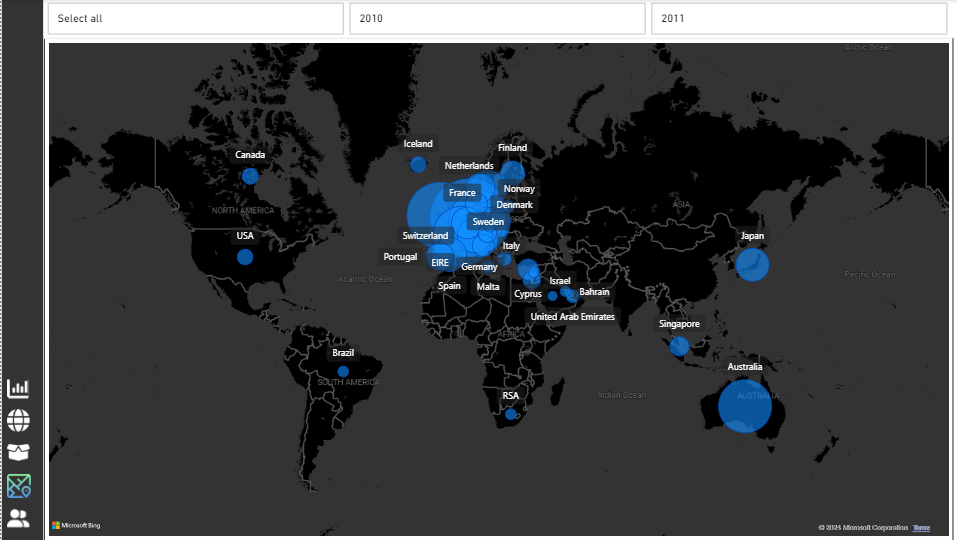 Select all
2010
2011
Arctic Ocean
Iceland
Finland
Canada
Netherlands
France
Norway
Denmark
ASIA
NORTH AMERICA
Sweden
USA
Switzerland
Japan
Italy
Portugal
EIRE
Germany
Atlantic Ocean
Pacific Ocean
Israel
Spain
Malta
Cyprus
Bahrain
United Arab Emirates
Singapore
AFRICA
Brazil
Australia
SOUTH AMERICA
RSA
Indian Ocean
AUSTRALIA
Microsoft Bing
© 2024 Microsoft Corporation Terms